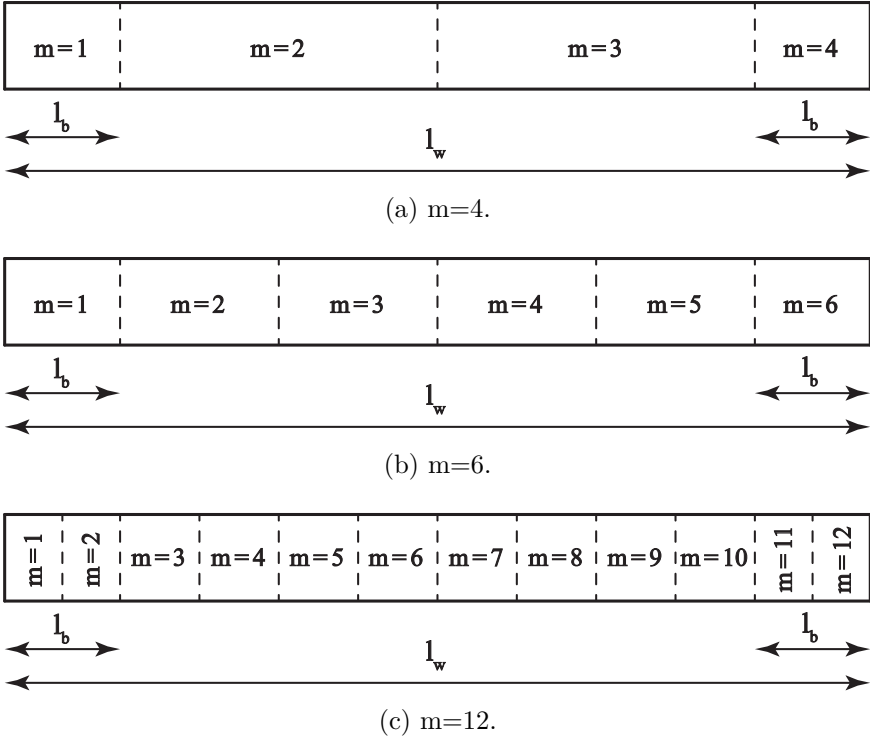 m=1 m=2 m=3 m=4
l_b l_b
l_w
(a) m=4.
m=1 m=2 m=3 m=4 m=5 m=6
l_b l_b
l_w
(b) m=6.
m=1 m=2 m=3 m=4 m=5 m=6 m=7 m=8 m=9 m=10 m=11 m=12
l_b l_b
l_w
(c) m=12.